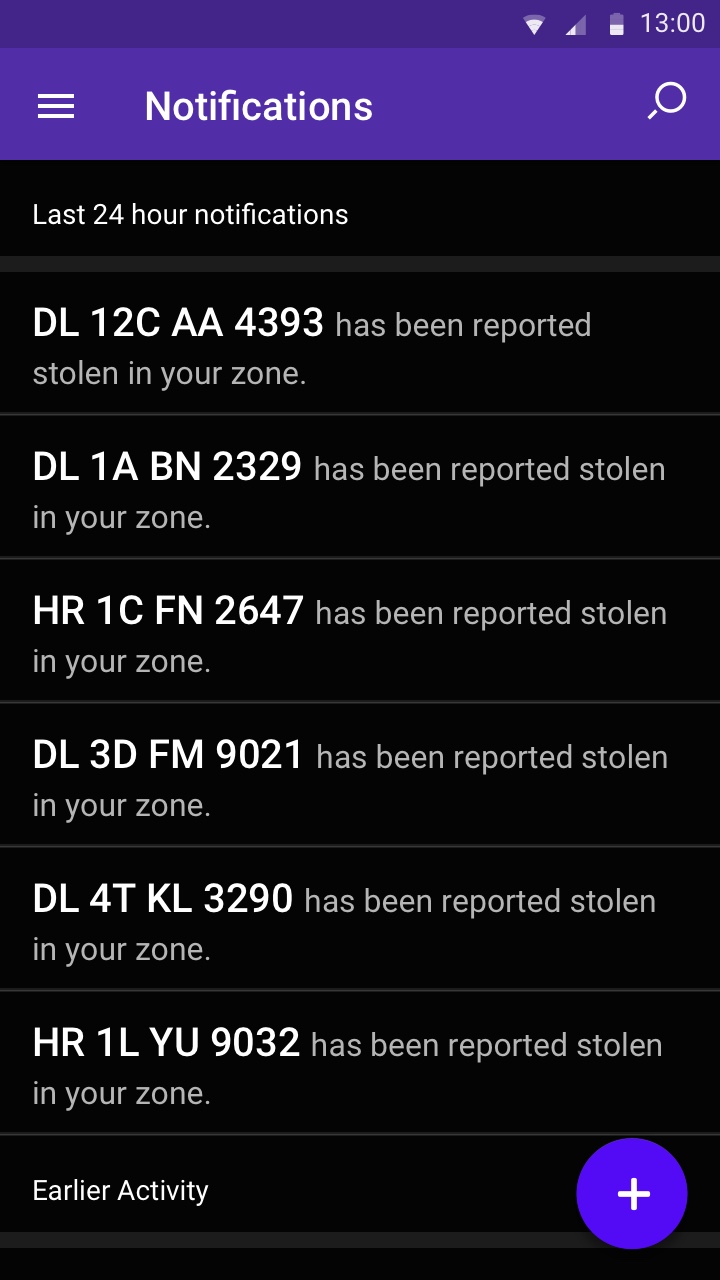 13:00
Notifications
Last 24 hour notifications
DL 12C AA 4393 has been reported
stolen in your zone.
DL 1A BN 2329 has been reported stolen
in your zone.
HR 1C FN 2647 has been reported stolen
in your zone.
DL 3D FM 9021 has been reported stolen
in your zone.
DL 4T KL 3290 has been reported stolen
in your zone.
HR 1L YU 9032 has been reported stolen
in your zone.
Earlier Activity